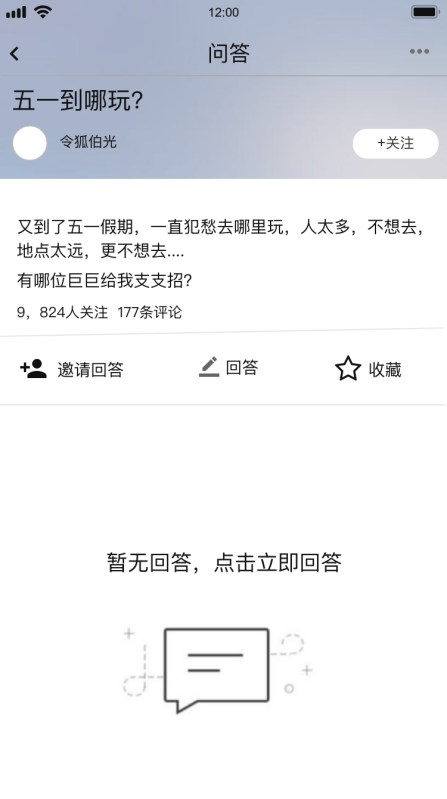 12:00
问答
五一到哪玩?
令狐伯光
+关注
又到了五一假期，一直犯愁去哪里玩，人太多，不想去，
地点太远，更不想去....
有哪位巨巨给我支支招?
9，824人关注 177条评论
邀请回答 回答 收藏
暂无回答，点击立即回答